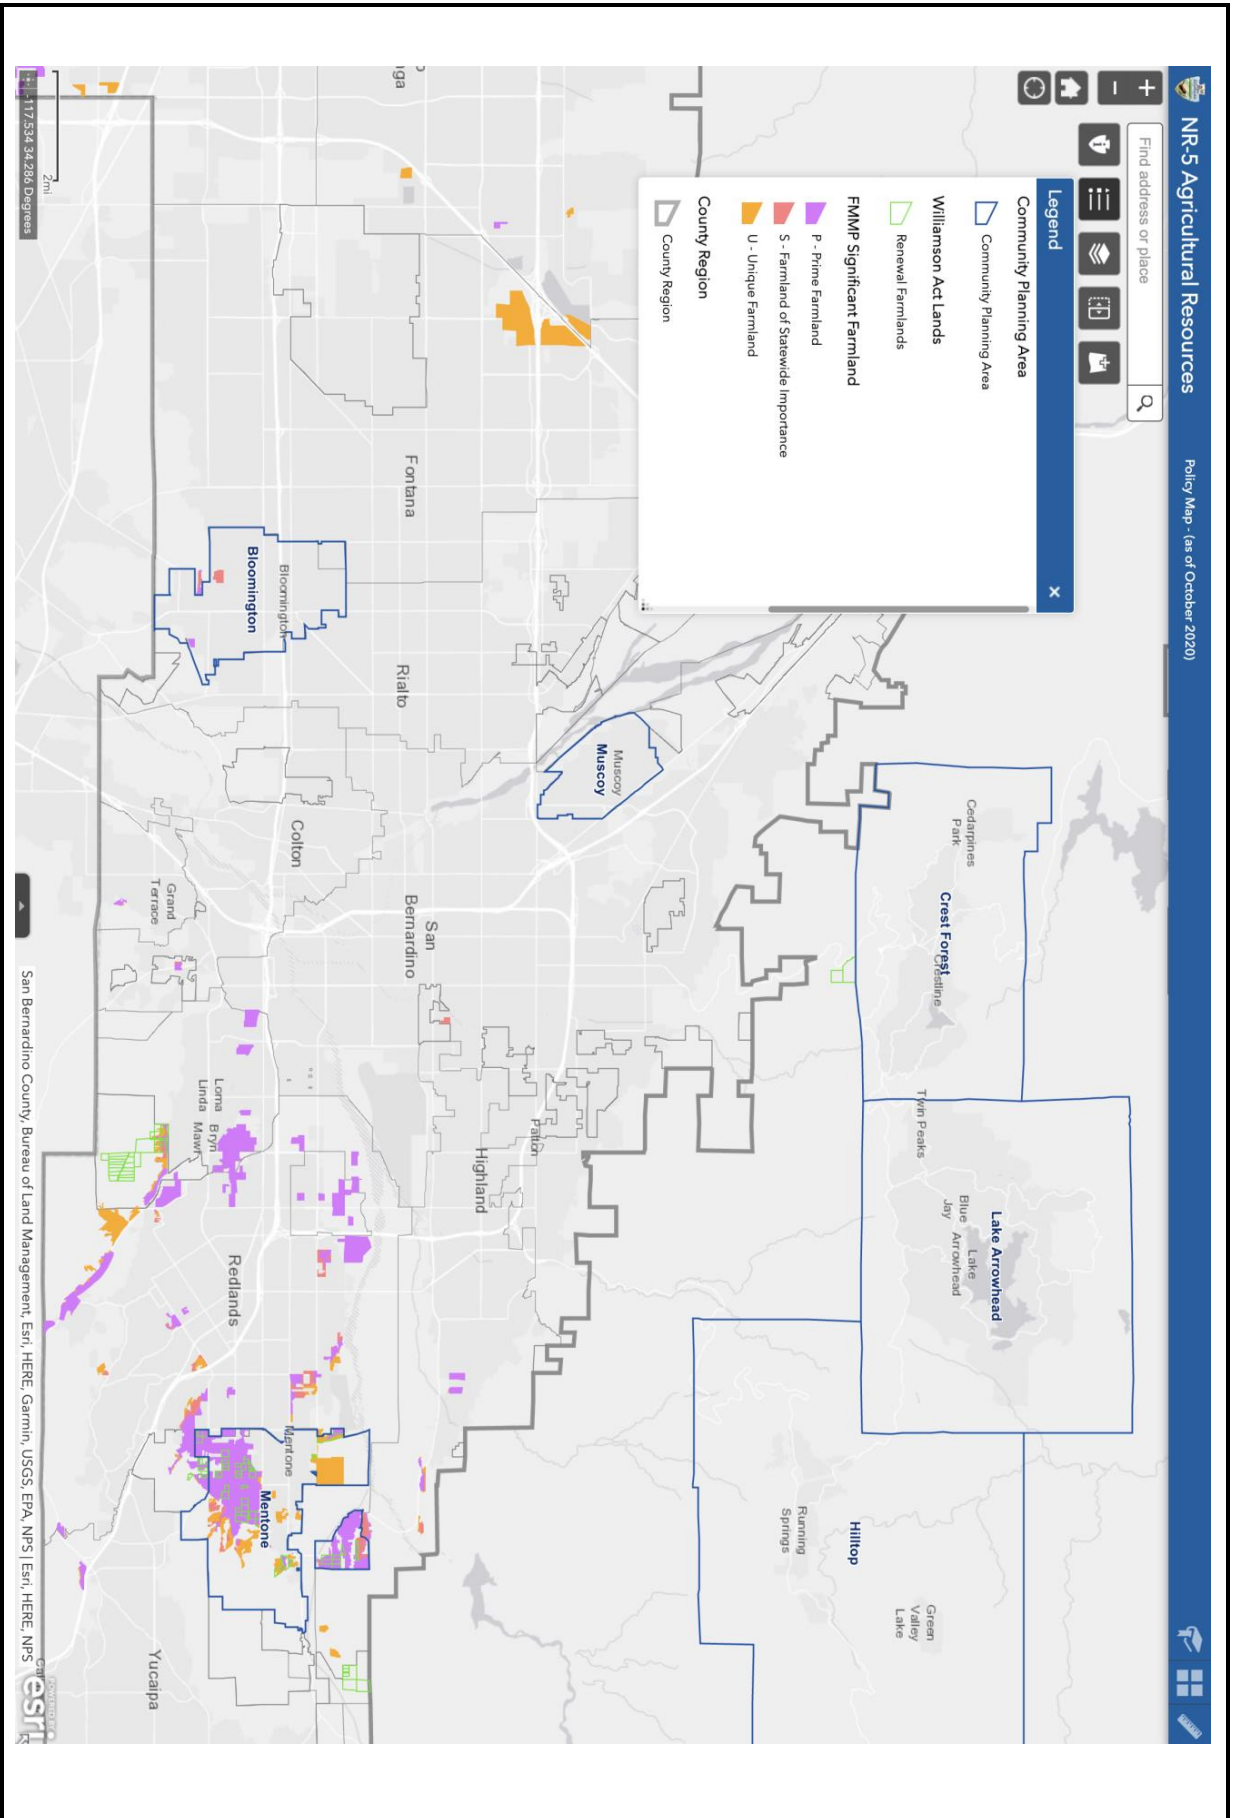 NR-5 Agricultural Resources
Policy Map - (as of October 2020)
+
−
Find address or place
Legend
×
Community Planning Area
Community Planning Area
Williamson Act Lands
Renewal Farmlands
FMMP Significant Farmland
P - Prime Farmland
S - Farmland of Statewide Importance
U - Unique Farmland
County Region
County Region
Cedarpines
Park
Crest Forest
Crestline
Twin Peaks
Lake Arrowhead
Blue
Jay
Lake
Arrowhead
Hilltop
Running
Springs
Green
Valley
Lake
Muscoy
Muscoy
Fontana
Rialto
San
Bernardino
Patton
Highland
Bloomington
Bloomington
Colton
Grand
Terrace
Loma
Linda
Bryn
Mawr
Redlands
Mentone
Mentone
Yucaipa
2mi
-117.534 34.286 Degrees
San Bernardino County, Bureau of Land Management, Esri, HERE, Garmin, USGS, EPA, NPS | Esri, HERE, NPS
POWERED BY
esri